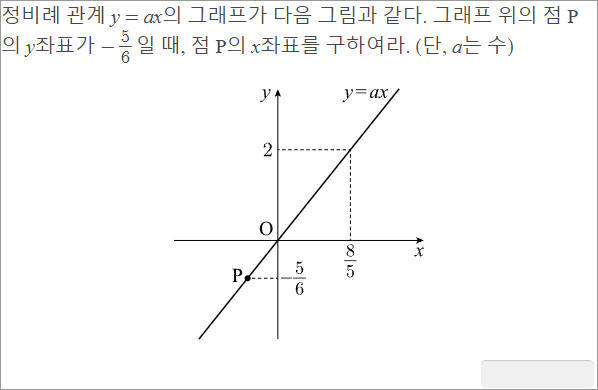 정비례 관계 y = ax의 그래프가 다음 그림과 같다. 그래프 위의 점 P
의 y좌표가 −5/6 일 때, 점 P의 x좌표를 구하여라. (단, a는 수)
y
y=ax
2
O
8/5
x
P
−5/6